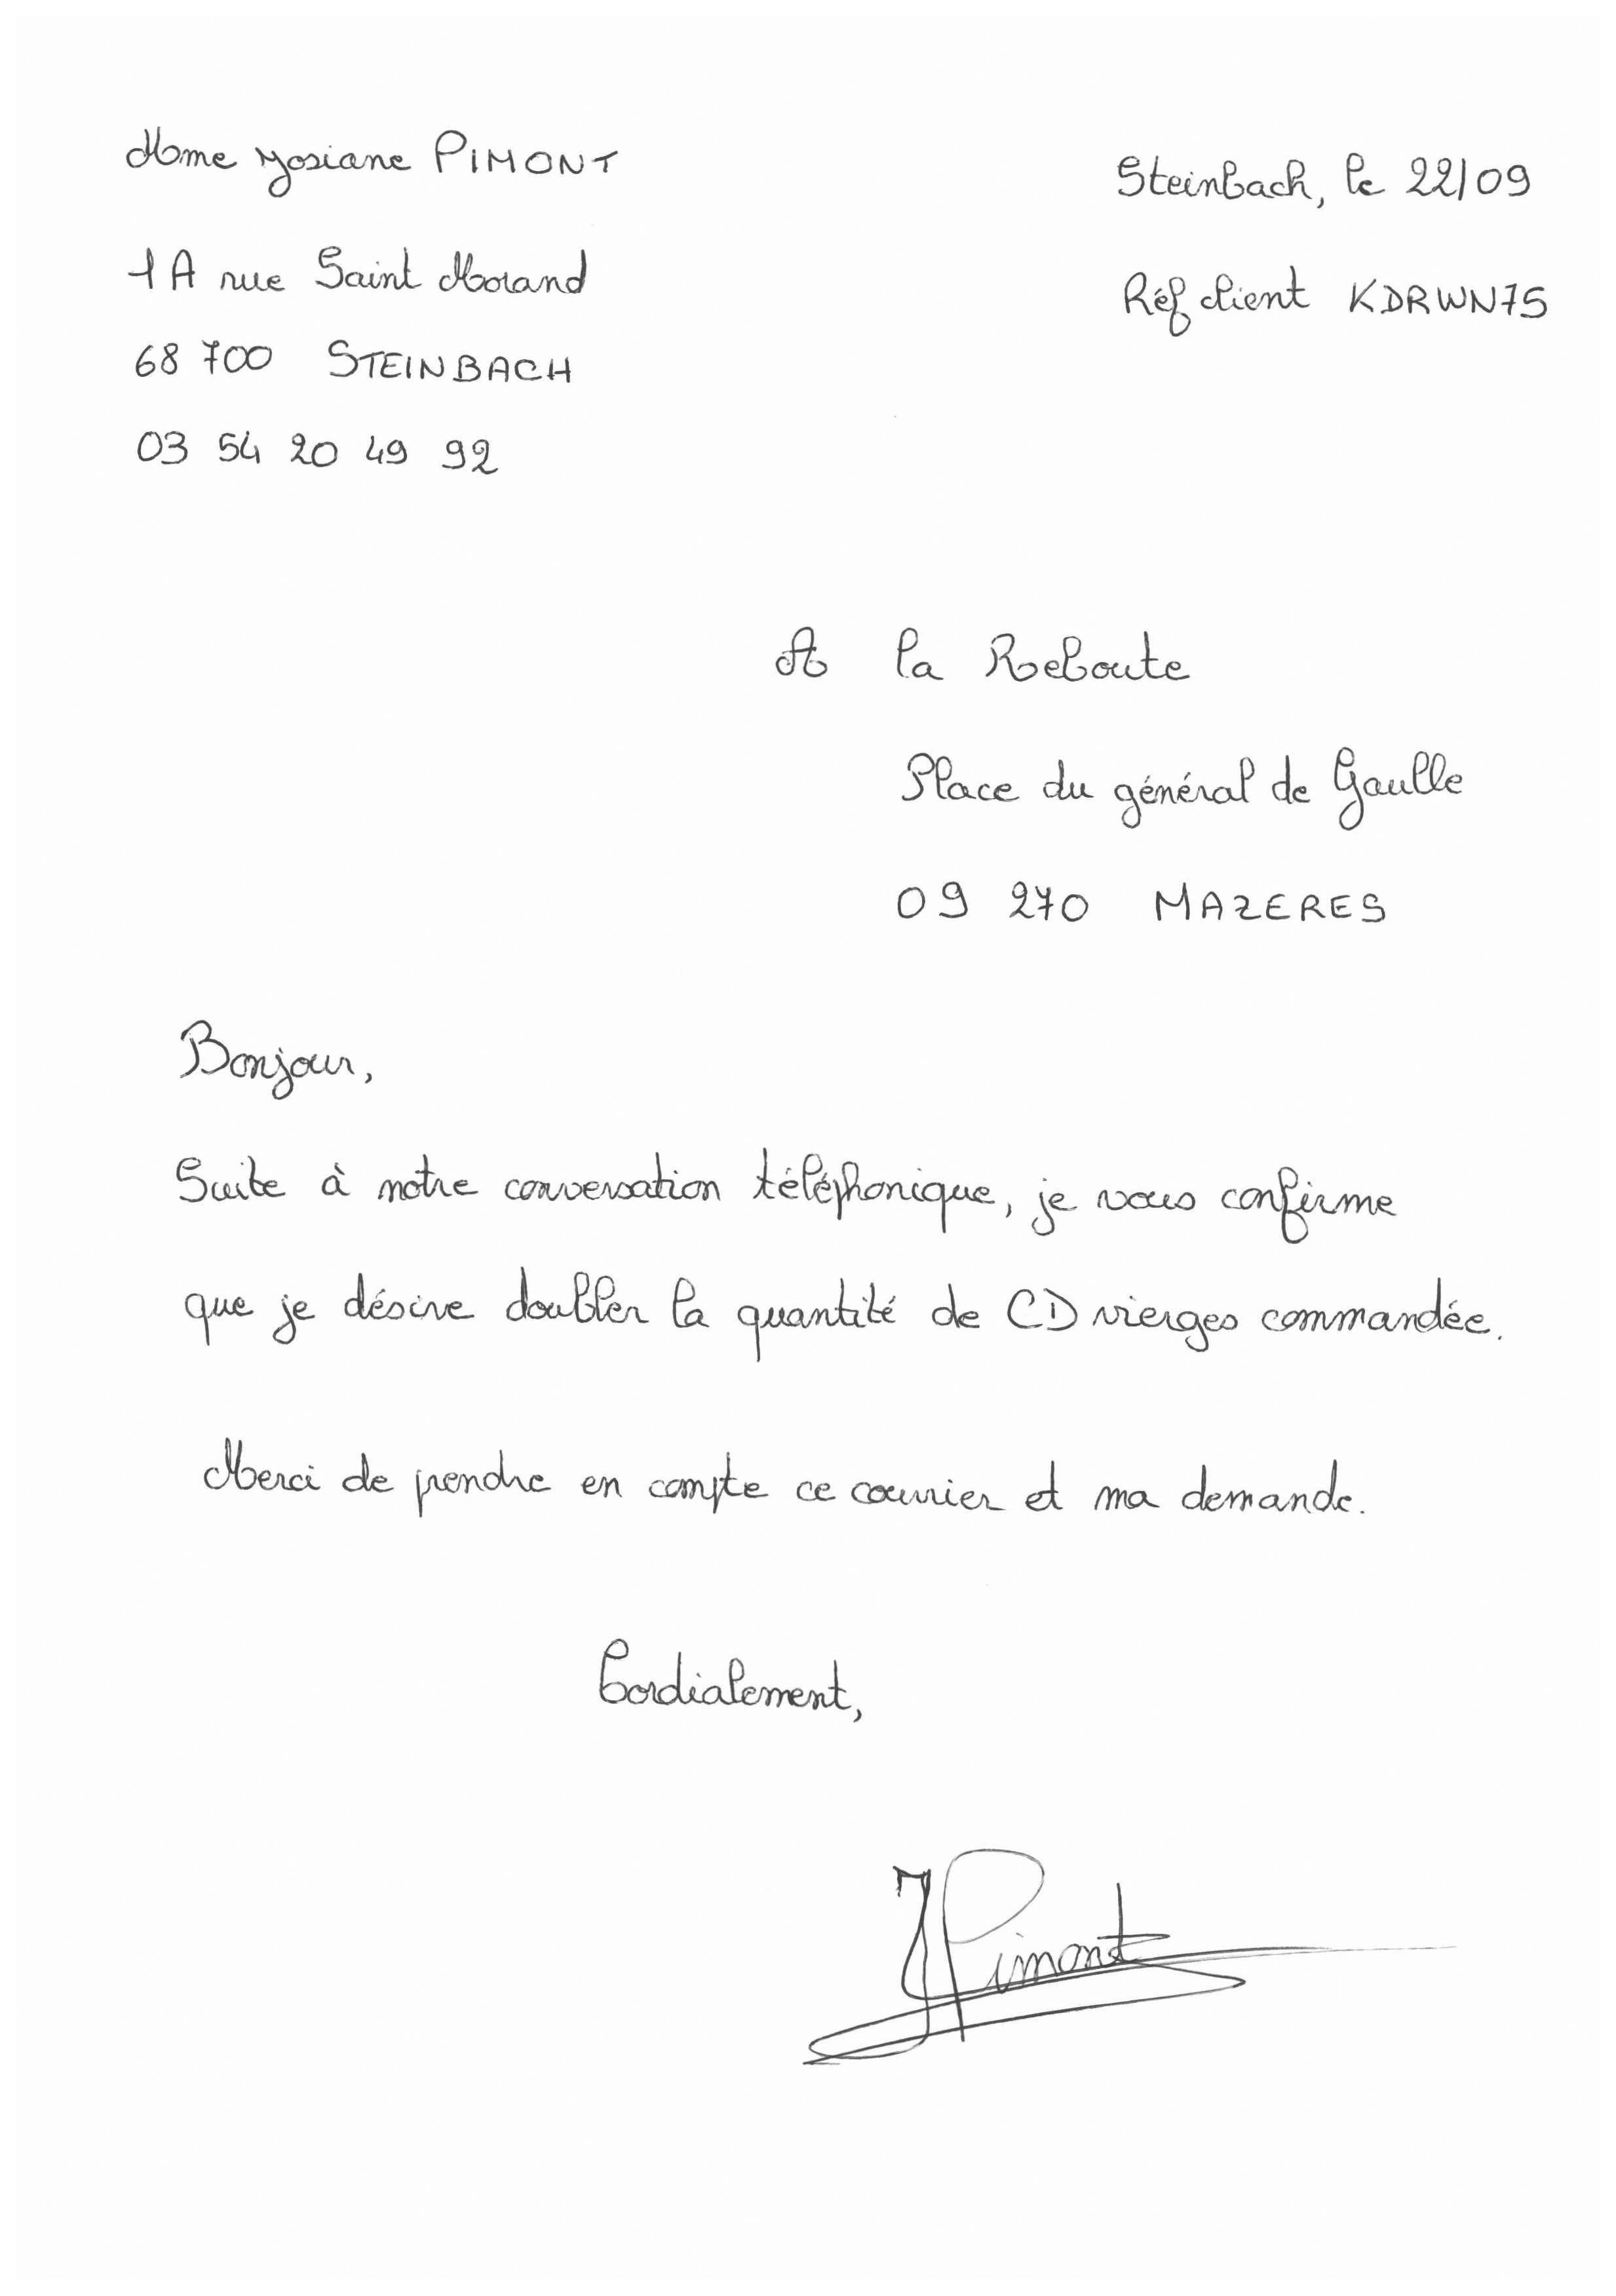 Mme Josiane PIMONT
Steinbach, le 22/09
1A rue Saint Morand
Réf client KDRWN75
68 700 STEINBACH
03 54 20 49 92
A la Reboute
Place du général de Gaulle
09 270 MAZERES
Bonjour,
Suite à notre conversation téléphonique, je vous confirme
que je désire doubler la quantité de CD vierges commandée.
Merci de prendre en compte ce courrier et ma demande.
Cordialement,
JPimont